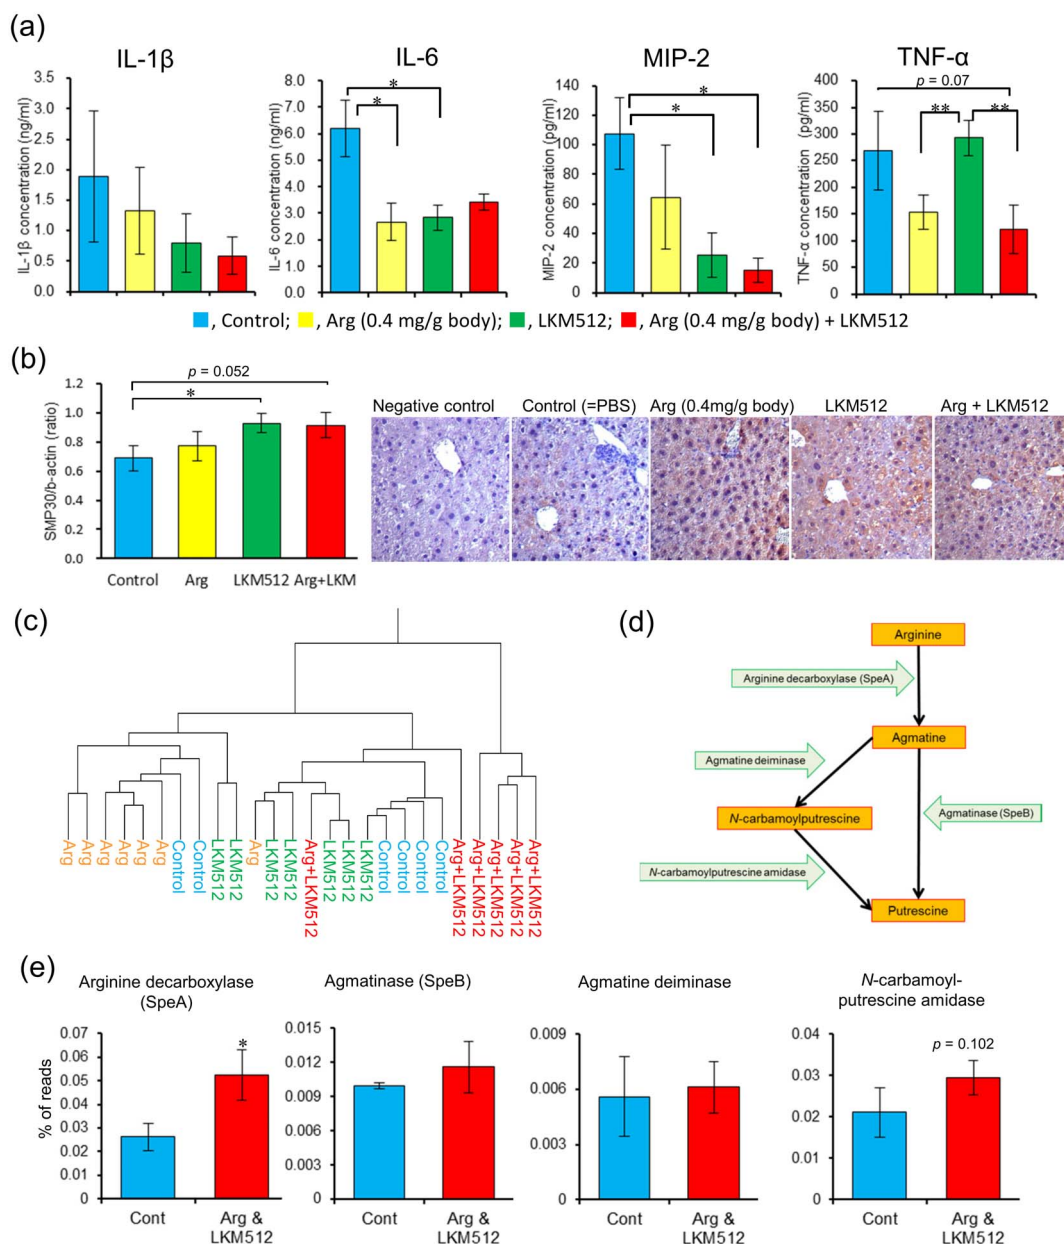 (a)
IL-1β
IL-6
MIP-2
TNF-α
IL-1β concentration (ng/ml)
3.5
3.0
2.5
2.0
1.5
1.0
0.5
0.0
IL-6 concentration (ng/ml)
8.0
7.0
6.0
5.0
4.0
3.0
2.0
1.0
0.0
*
*
MIP-2 concentration (pg/ml)
140
120
100
80
60
40
20
0
*
*
TNF-α concentration (pg/ml)
400
350
300
250
200
150
100
50
0
p = 0.07
**
**
, Control; , Arg (0.4 mg/g body); , LKM512; , Arg (0.4 mg/g body) + LKM512
(b)
SMP30/b-actin (ratio)
1.2
1.0
0.8
0.6
0.4
0.2
0.0
p = 0.052
*
Control Arg LKM512 Arg+LKM
Negative control
Control (=PBS)
Arg (0.4mg/g body)
LKM512
Arg + LKM512
(c)
Arg
Arg
Arg
Arg
Arg
Arg
Control
Control
LKM512
LKM512
Arg
LKM512
LKM512
Arg+LKM512
LKM512
LKM512
LKM512
Control
Control
Control
Control
Arg+LKM512
Arg+LKM512
Arg+LKM512
Arg+LKM512
Arg+LKM512
(d)
Arginine
Arginine decarboxylase (SpeA)
Agmatine
Agmatine deiminase
N-carbamoylputrescine
Agmatinase (SpeB)
N-carbamoylputrescine amidase
Putrescine
(e)
Arginine decarboxylase
(SpeA)
% of reads
0.07
0.06
0.05
0.04
0.03
0.02
0.01
0
*
Cont
Arg &
LKM512
Agmatinase (SpeB)
0.015
0.012
0.009
0.006
0.003
0
Cont
Arg &
LKM512
Agmatine deiminase
0.009
0.006
0.003
0
Cont
Arg &
LKM512
N-carbamoyl-
putrescine amidase
0.04
0.03
0.02
0.01
0
p = 0.102
Cont
Arg &
LKM512